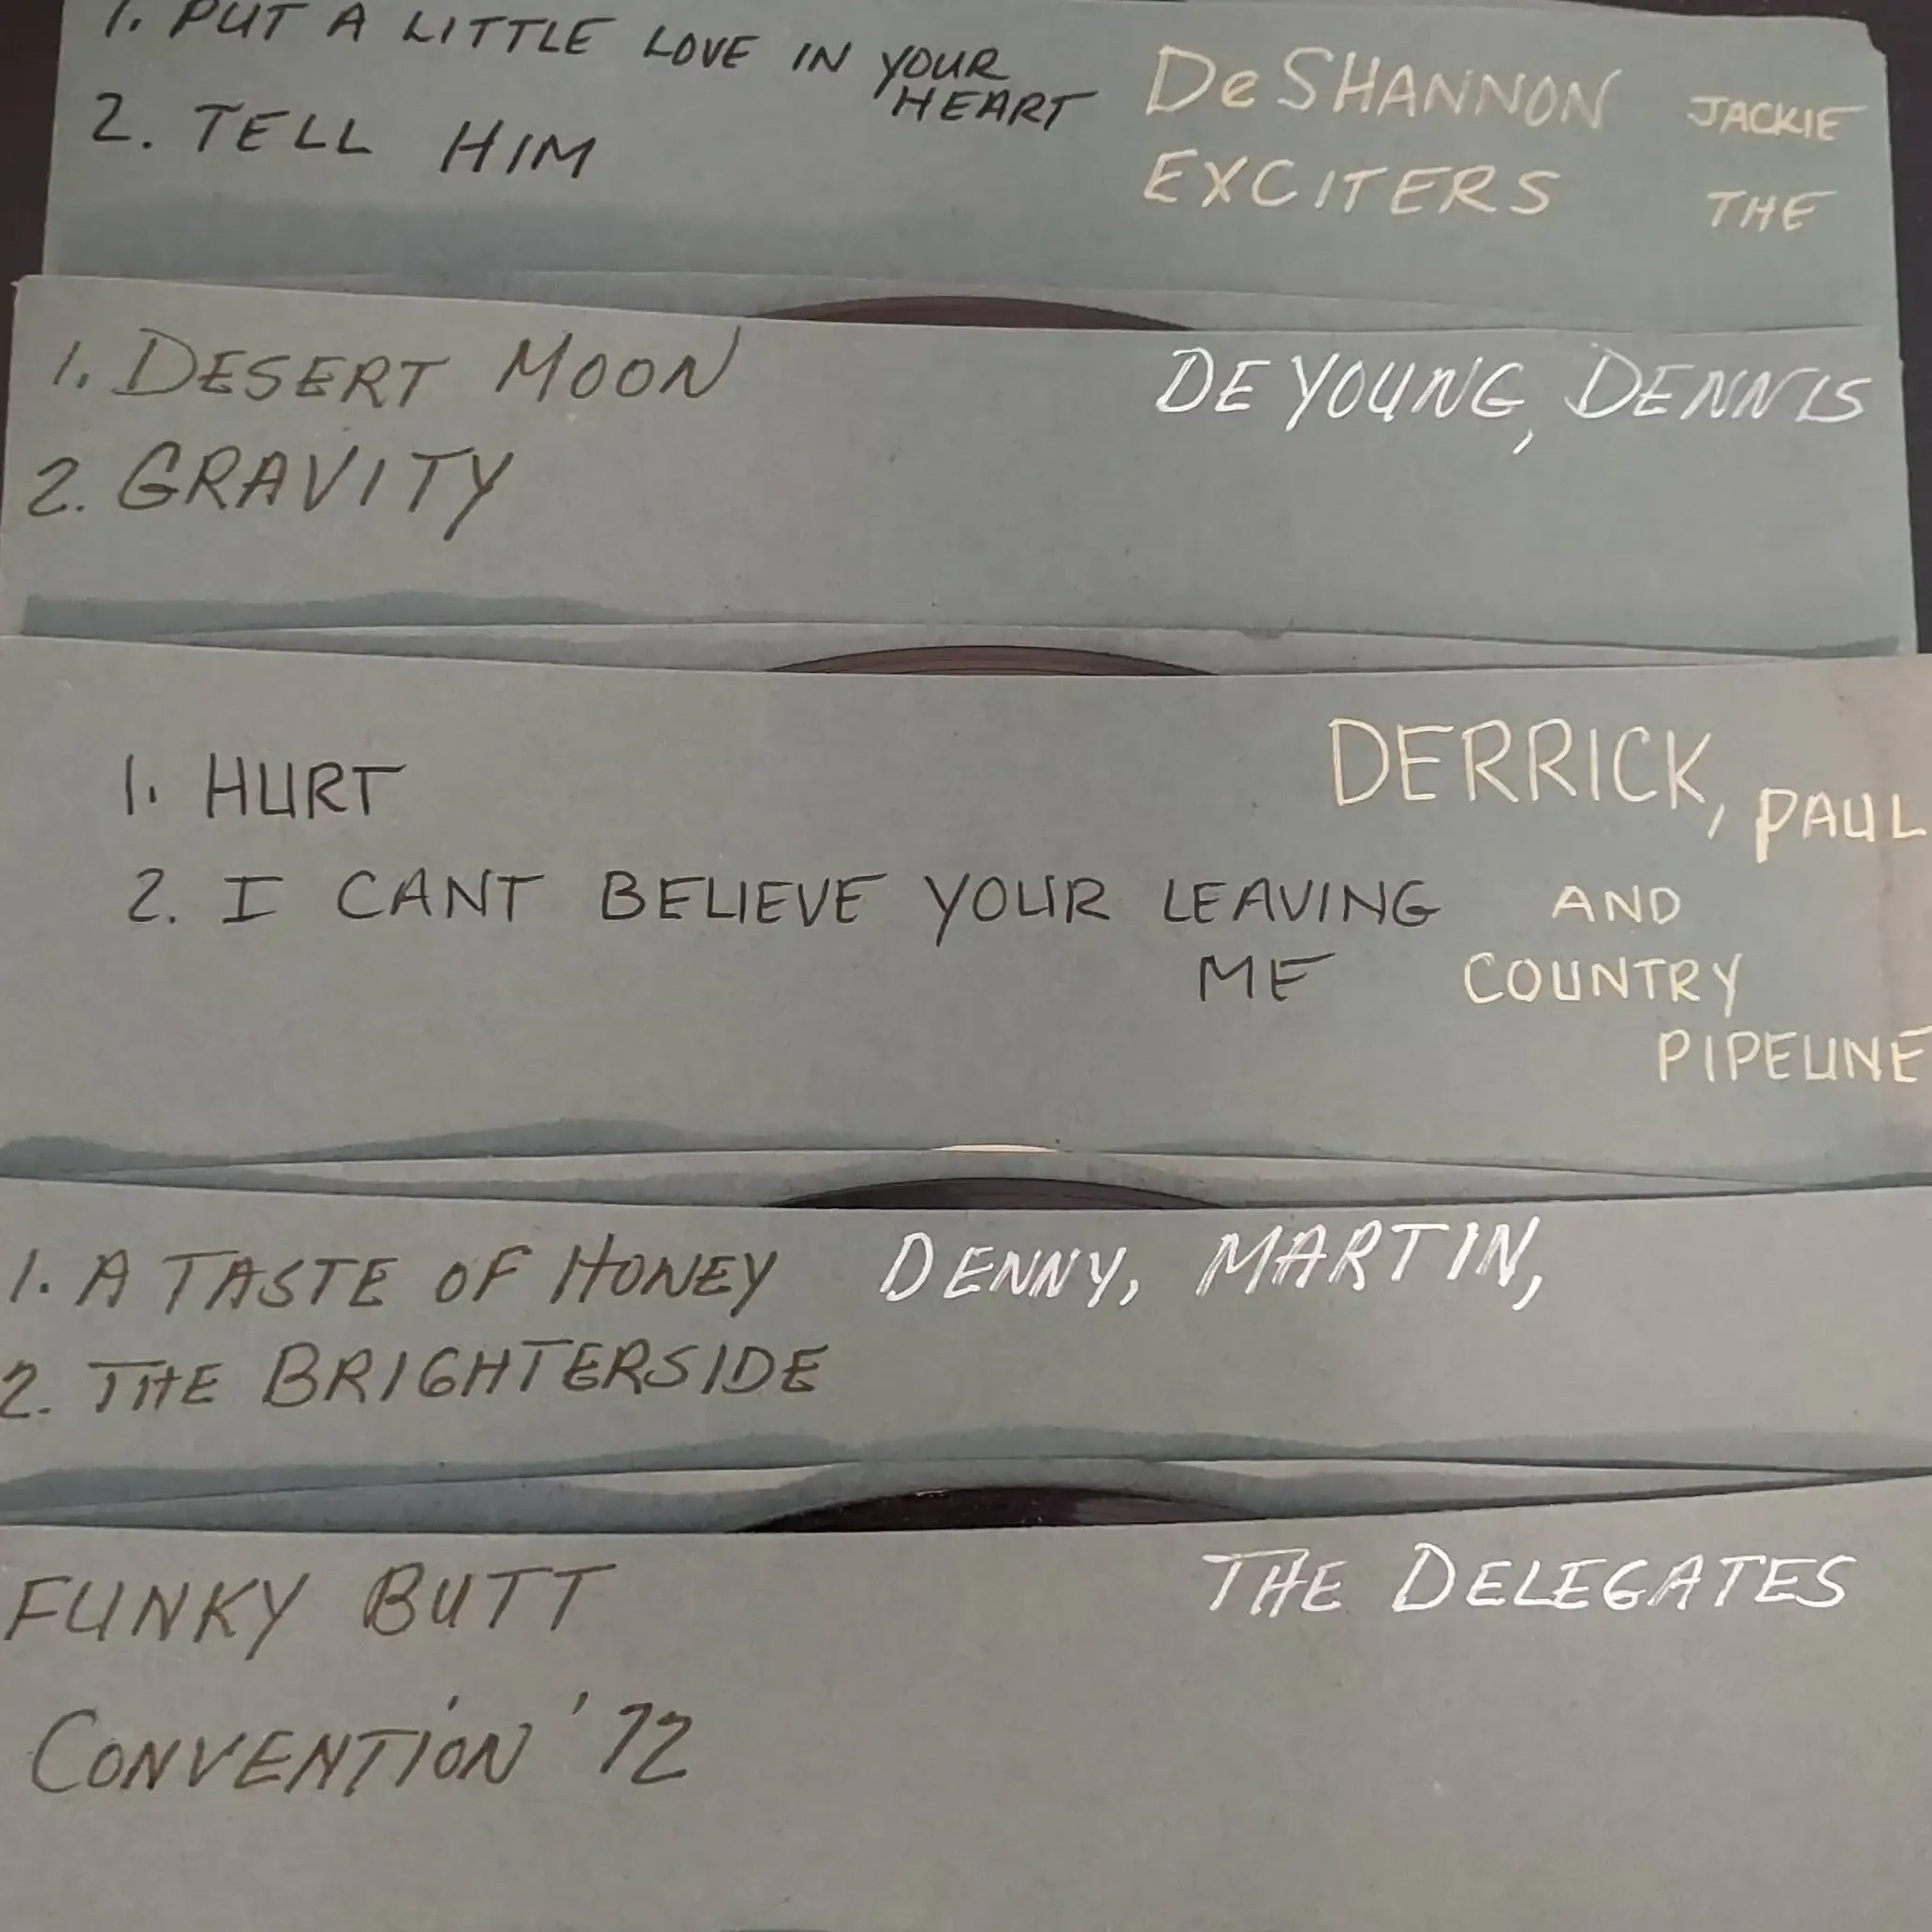 1. PUT A LITTLE LOVE IN YOUR HEART DeSHANNON JACKIE
2. TELL HIM EXCITERS THE
1. DESERT MOON DE YOUNG, DENNIS
2. GRAVITY
1. HURT DERRICK, PAUL
2. I CANT BELIEVE YOUR LEAVING AND
ME COUNTRY
PIPELINE
1. A TASTE OF HONEY DENNY, MARTIN,
2. THE BRIGHTERSIDE
FUNKY BUTT THE DELEGATES
CONVENTION '72